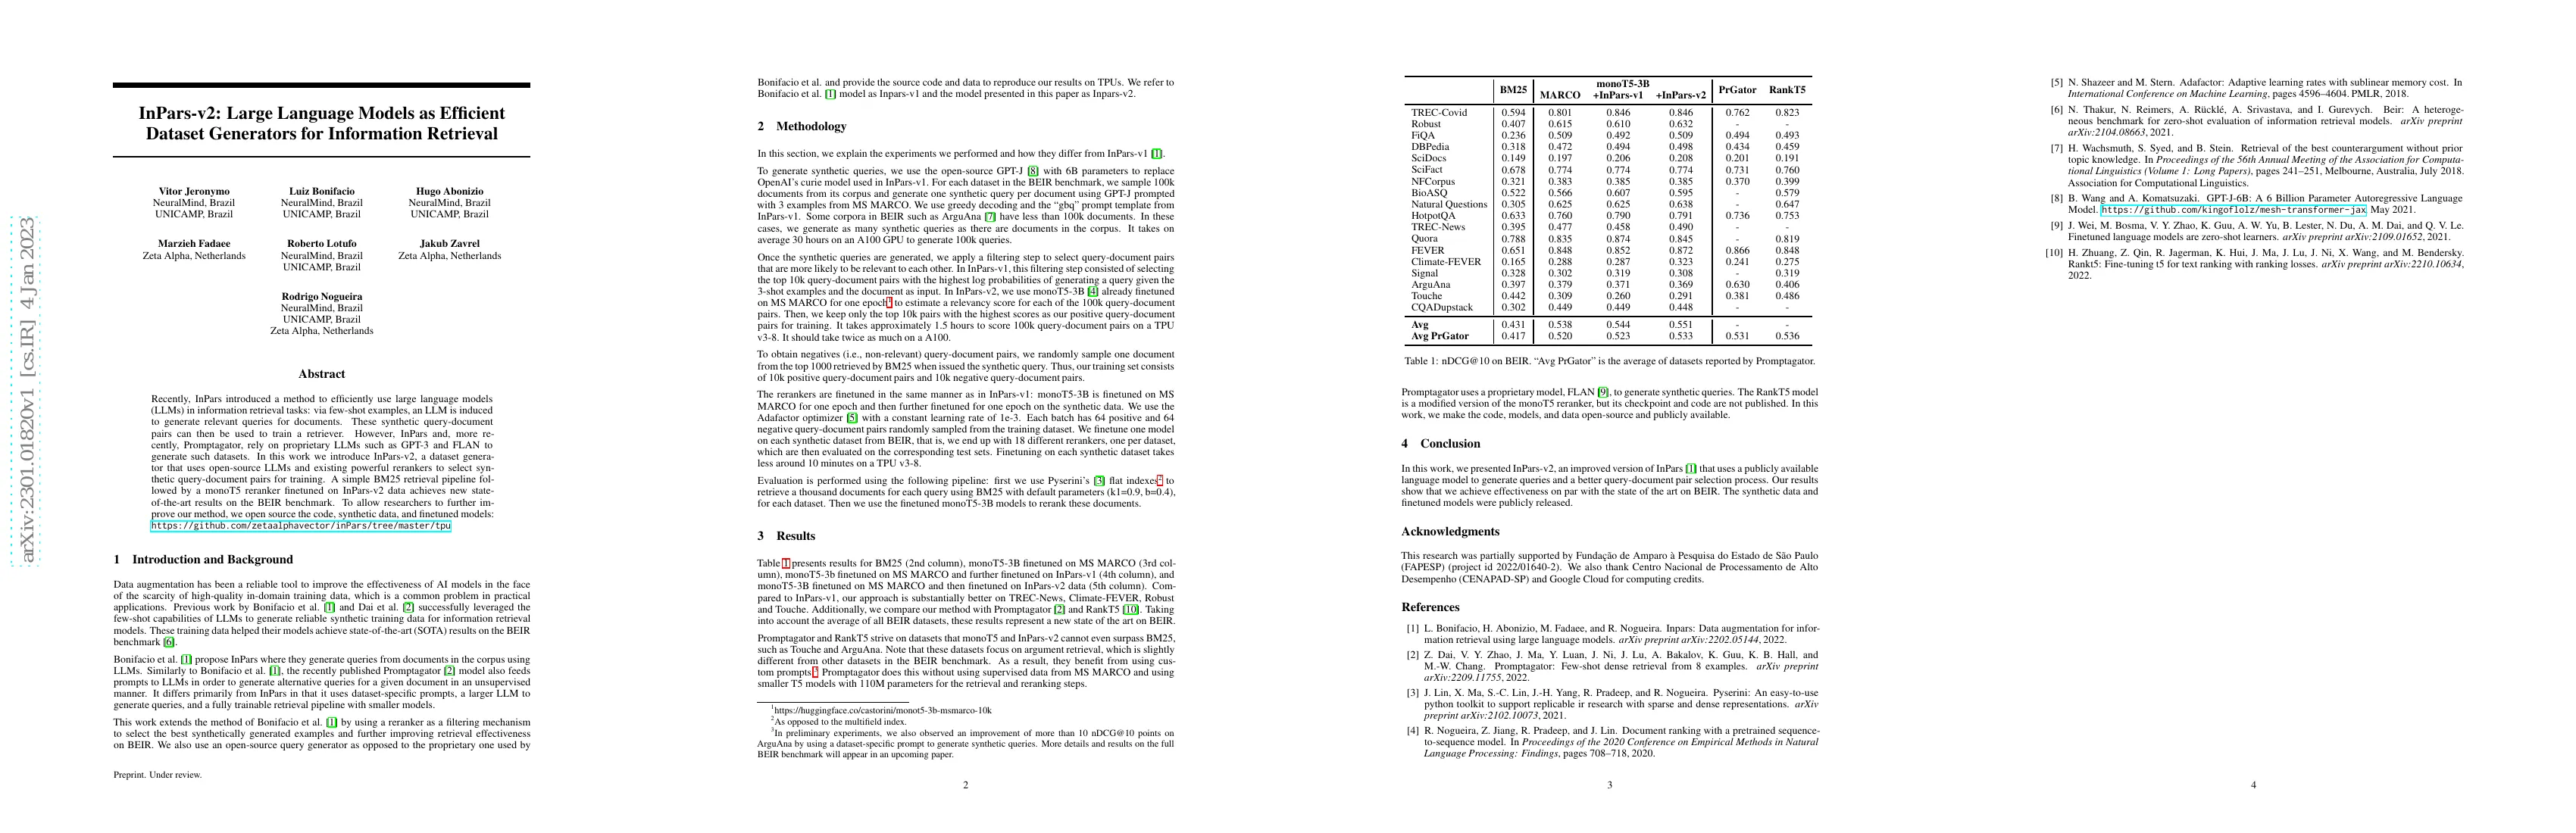 arXiv:2301.01820v1 [cs.IR] 4 Jan 2023
InPars-v2: Large Language Models as Efficient
Dataset Generators for Information Retrieval
Vitor Jeronymo
NeuralMind, Brazil
UNICAMP, Brazil
Luiz Bonifacio
NeuralMind, Brazil
UNICAMP, Brazil
Hugo Abonizio
NeuralMind, Brazil
UNICAMP, Brazil
Marzieh Fadaee
Zeta Alpha, Netherlands
Roberto Lotufo
NeuralMind, Brazil
UNICAMP, Brazil
Jakub Zavrel
Zeta Alpha, Netherlands
Rodrigo Nogueira
NeuralMind, Brazil
UNICAMP, Brazil
Zeta Alpha, Netherlands
Abstract
Recently, InPars introduced a method to efficiently use large language models
(LLMs) in information retrieval tasks: via few-shot examples, an LLM is induced
to generate relevant queries for documents. These synthetic query-document
pairs can then be used to train a retriever. However, InPars and, more re-
cently, Promptagator, rely on proprietary LLMs such as GPT-3 and FLAN to
generate such datasets. In this work we introduce InPars-v2, a dataset genera-
tor that uses open-source LLMs and existing powerful rerankers to select syn-
thetic query-document pairs for training. A simple BM25 retrieval pipeline fol-
lowed by a monoT5 reranker finetuned on InPars-v2 data achieves new state-
of-the-art results on the BEIR benchmark. To allow researchers to further im-
prove our method, we open source the code, synthetic data, and finetuned models:
https://github.com/zetaalphavector/inPars/tree/master/tpu
1 Introduction and Background
Data augmentation has been a reliable tool to improve the effectiveness of AI models in the face
of the scarcity of high-quality in-domain training data, which is a common problem in practical
applications. Previous work by Bonifacio et al. [1] and Dai et al. [2] successfully leveraged the
few-shot capabilities of LLMs to generate reliable synthetic training data for information retrieval
models. These training data helped their models achieve state-of-the-art (SOTA) results on the BEIR
benchmark [6].
Bonifacio et al. [1] propose InPars where they generate queries from documents in the corpus using
LLMs. Similarly to Bonifacio et al. [1], the recently published Promptagator [2] model also feeds
prompts to LLMs in order to generate alternative queries for a given document in an unsupervised
manner. It differs primarily from InPars in that it uses dataset-specific prompts, a larger LLM to
generate queries, and a fully trainable retrieval pipeline with smaller models.
This work extends the method of Bonifacio et al. [1] by using a reranker as a filtering mechanism
to select the best synthetically generated examples and further improving retrieval effectiveness
on BEIR. We also use an open-source query generator as opposed to the proprietary one used by
Preprint. Under review.
Bonifacio et al. and provide the source code and data to reproduce our results on TPUs. We refer to
Bonifacio et al. [1] model as Inpars-v1 and the model presented in this paper as Inpars-v2.
2 Methodology
In this section, we explain the experiments we performed and how they differ from InPars-v1 [1].
To generate synthetic queries, we use the open-source GPT-J [8] with 6B parameters to replace
OpenAI's curie model used in InPars-v1. For each dataset in the BEIR benchmark, we sample 100k
documents from its corpus and generate one synthetic query per document using GPT-J prompted
with 3 examples from MS MARCO. We use greedy decoding and the “gbq” prompt template from
InPars-v1. Some corpora in BEIR such as ArguAna [7] have less than 100k documents. In these
cases, we generate as many synthetic queries as there are documents in the corpus. It takes on
average 30 hours on an A100 GPU to generate 100k queries.
Once the synthetic queries are generated, we apply a filtering step to select query-document pairs
that are more likely to be relevant to each other. In InPars-v1, this filtering step consisted of selecting
the top 10k query-document pairs with the highest log probabilities of generating a query given the
3-shot examples and the document as input. In InPars-v2, we use monoT5-3B [4] already finetuned
on MS MARCO for one epoch1 to estimate a relevancy score for each of the 100k query-document
pairs. Then, we keep only the top 10k pairs with the highest scores as our positive query-document
pairs for training. It takes approximately 1.5 hours to score 100k query-document pairs on a TPU
v3-8. It should take twice as much on a A100.
To obtain negatives (i.e., non-relevant) query-document pairs, we randomly sample one document
from the top 1000 retrieved by BM25 when issued the synthetic query. Thus, our training set consists
of 10k positive query-document pairs and 10k negative query-document pairs.
The rerankers are finetuned in the same manner as in InPars-v1: monoT5-3B is finetuned on MS
MARCO for one epoch and then further finetuned for one epoch on the synthetic data. We use the
Adafactor optimizer [5] with a constant learning rate of 1e-3. Each batch has 64 positive and 64
negative query-document pairs randomly sampled from the training dataset. We finetune one model
on each synthetic dataset from BEIR, that is, we end up with 18 different rerankers, one per dataset,
which are then evaluated on the corresponding test sets. Finetuning on each synthetic dataset takes
less around 10 minutes on a TPU v3-8.
Evaluation is performed using the following pipeline: first we use Pyserini's [3] flat indexes2 to
retrieve a thousand documents for each query using BM25 with default parameters (k1=0.9, b=0.4),
for each dataset. Then we use the finetuned monoT5-3B models to rerank these documents.
3 Results
Table 1 presents results for BM25 (2nd column), monoT5-3B finetuned on MS MARCO (3rd col-
umn), monoT5-3b finetuned on MS MARCO and further finetuned on InPars-v1 (4th column), and
monoT5-3B finetuned on MS MARCO and then finetuned on InPars-v2 data (5th column). Com-
pared to InPars-v1, our approach is substantially better on TREC-News, Climate-FEVER, Robust
and Touche. Additionally, we compare our method with Promptagator [2] and RankT5 [10]. Taking
into account the average of all BEIR datasets, these results represent a new state of the art on BEIR.
Promptagator and RankT5 strive on datasets that monoT5 and InPars-v2 cannot even surpass BM25,
such as Touche and ArguAna. Note that these datasets focus on argument retrieval, which is slightly
different from other datasets in the BEIR benchmark. As a result, they benefit from using cus-
tom prompts.3 Promptagator does this without using supervised data from MS MARCO and using
smaller T5 models with 110M parameters for the retrieval and reranking steps.
1https://huggingface.co/castorini/monot5-3b-msmarco-10k
2As opposed to the multifield index.
3In preliminary experiments, we also observed an improvement of more than 10 nDCG@10 points on
ArguAna by using a dataset-specific prompt to generate synthetic queries. More details and results on the full
BEIR benchmark will appear in an upcoming paper.
2
BM25 monoT5-3B PrGator RankT5
MARCO +InPars-v1 +InPars-v2
TREC-Covid 0.594 0.801 0.846 0.846 0.762 0.823
Robust 0.407 0.615 0.610 0.632 - -
FiQA 0.236 0.509 0.492 0.509 0.494 0.493
DBPedia 0.318 0.472 0.494 0.498 0.434 0.459
SciDocs 0.149 0.197 0.206 0.208 0.201 0.191
SciFact 0.678 0.774 0.774 0.774 0.731 0.760
NFCorpus 0.321 0.383 0.385 0.385 0.370 0.399
BioASQ 0.522 0.566 0.607 0.595 - 0.579
Natural Questions 0.305 0.625 0.625 0.638 - 0.647
HotpotQA 0.633 0.760 0.790 0.791 0.736 0.753
TREC-News 0.395 0.477 0.458 0.490 - -
Quora 0.788 0.835 0.874 0.845 - 0.819
FEVER 0.651 0.848 0.852 0.872 0.866 0.848
Climate-FEVER 0.165 0.288 0.287 0.323 0.241 0.275
Signal 0.328 0.302 0.319 0.308 - 0.319
ArguAna 0.397 0.379 0.371 0.369 0.630 0.406
Touche 0.442 0.309 0.260 0.291 0.381 0.486
CQADupstack 0.302 0.449 0.449 0.448 - -
Avg 0.431 0.538 0.544 0.551 - -
Avg PrGator 0.417 0.520 0.523 0.533 0.531 0.536
Table 1: nDCG@10 on BEIR. “Avg PrGator” is the average of datasets reported by Promptagator.
Promptagator uses a proprietary model, FLAN [9], to generate synthetic queries. The RankT5 model
is a modified version of the monoT5 reranker, but its checkpoint and code are not published. In this
work, we make the code, models, and data open-source and publicly available.
4 Conclusion
In this work, we presented InPars-v2, an improved version of InPars [1] that uses a publicly available
language model to generate queries and a better query-document pair selection process. Our results
show that we achieve effectiveness on par with the state of the art on BEIR. The synthetic data and
finetuned models were publicly released.
Acknowledgments
This research was partially supported by Fundação de Amparo à Pesquisa do Estado de São Paulo
(FAPESP) (project id 2022/01640-2). We also thank Centro Nacional de Processamento de Alto
Desempenho (CENAPAD-SP) and Google Cloud for computing credits.
References
[1] L. Bonifacio, H. Abonizio, M. Fadaee, and R. Nogueira. Inpars: Data augmentation for infor-
mation retrieval using large language models. arXiv preprint arXiv:2202.05144, 2022.
[2] Z. Dai, V. Y. Zhao, J. Ma, Y. Luan, J. Ni, J. Lu, A. Bakalov, K. Guu, K. B. Hall, and
M.-W. Chang. Promptagator: Few-shot dense retrieval from 8 examples. arXiv preprint
arXiv:2209.11755, 2022.
[3] J. Lin, X. Ma, S.-C. Lin, J.-H. Yang, R. Pradeep, and R. Nogueira. Pyserini: An easy-to-use
python toolkit to support replicable ir research with sparse and dense representations. arXiv
preprint arXiv:2102.10073, 2021.
[4] R. Nogueira, Z. Jiang, R. Pradeep, and J. Lin. Document ranking with a pretrained sequence-
to-sequence model. In Proceedings of the 2020 Conference on Empirical Methods in Natural
Language Processing: Findings, pages 708–718, 2020.
3
[5] N. Shazeer and M. Stern. Adafactor: Adaptive learning rates with sublinear memory cost. In
International Conference on Machine Learning, pages 4596–4604. PMLR, 2018.
[6] N. Thakur, N. Reimers, A. Rücklé, A. Srivastava, and I. Gurevych. Beir: A heteroge-
neous benchmark for zero-shot evaluation of information retrieval models. arXiv preprint
arXiv:2104.08663, 2021.
[7] H. Wachsmuth, S. Syed, and B. Stein. Retrieval of the best counterargument without prior
topic knowledge. In Proceedings of the 56th Annual Meeting of the Association for Computa-
tional Linguistics (Volume 1: Long Papers), pages 241–251, Melbourne, Australia, July 2018.
Association for Computational Linguistics.
[8] B. Wang and A. Komatsuzaki. GPT-J-6B: A 6 Billion Parameter Autoregressive Language
Model. https://github.com/kingoflolz/mesh-transformer-jax, May 2021.
[9] J. Wei, M. Bosma, V. Y. Zhao, K. Guu, A. W. Yu, B. Lester, N. Du, A. M. Dai, and Q. V. Le.
Finetuned language models are zero-shot learners. arXiv preprint arXiv:2109.01652, 2021.
[10] H. Zhuang, Z. Qin, R. Jagerman, K. Hui, J. Ma, J. Lu, J. Ni, X. Wang, and M. Bendersky.
Rankt5: Fine-tuning t5 for text ranking with ranking losses. arXiv preprint arXiv:2210.10634,
2022.
4